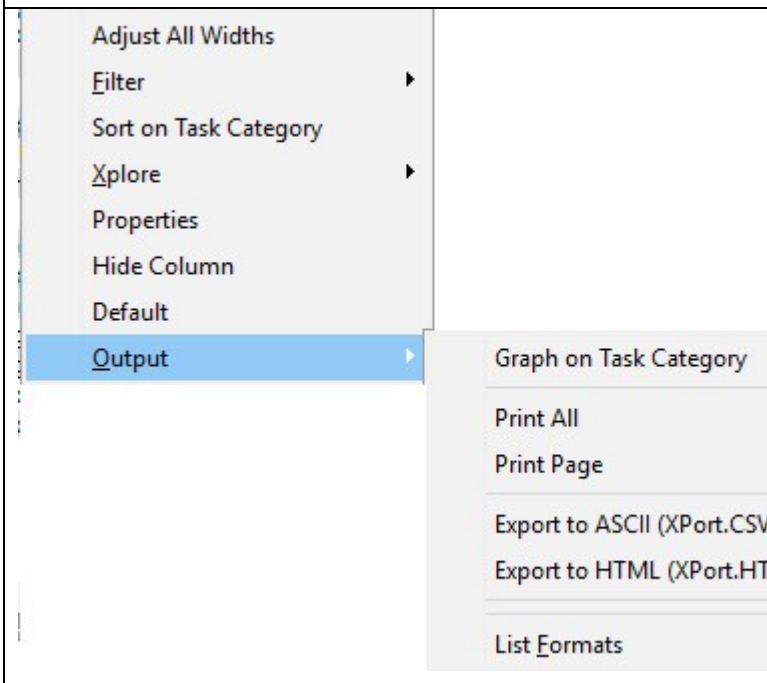 Adjust All Widths
Filter
Sort on Task Category
Xplore
Properties
Hide Column
Default
Output
Graph on Task Category
Print All
Print Page
Export to ASCII (XPort.CSV
Export to HTML (XPort.HT
List Formats